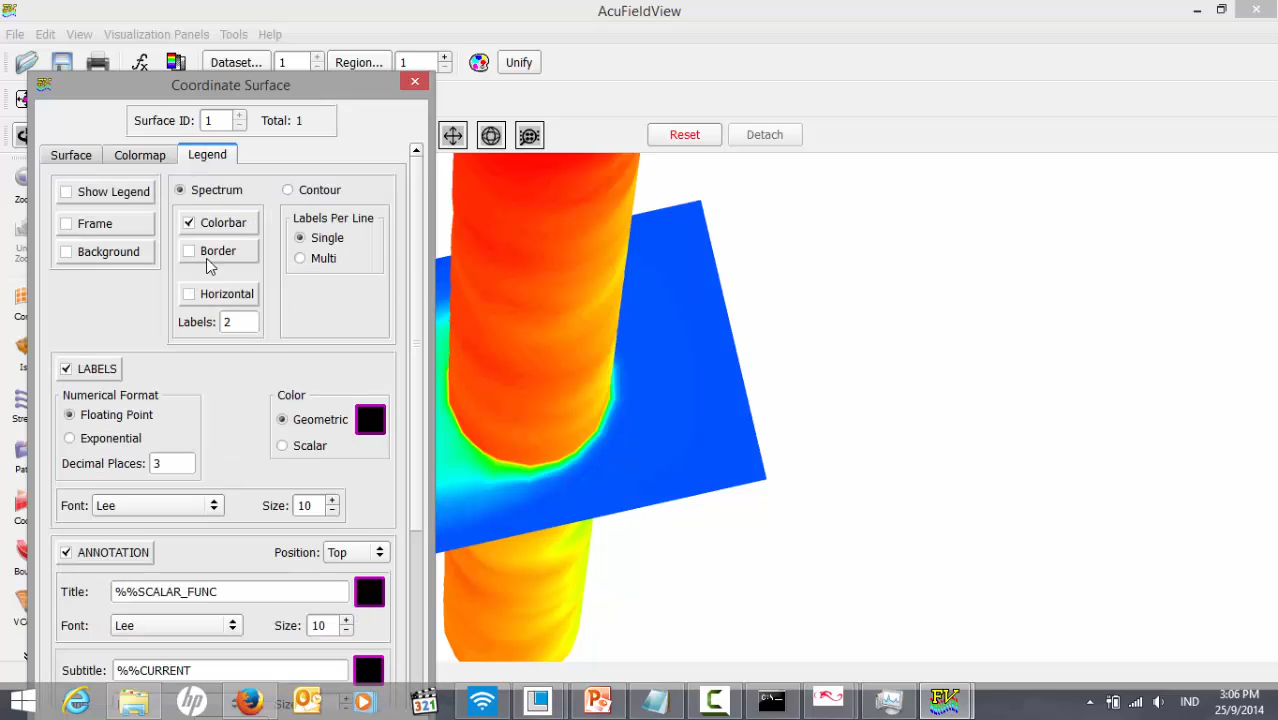 AcuFieldView
File Edit View Visualization Panels Tools Help
Dataset... 1 Region... 1 Unify
Coordinate Surface
Surface ID: 1 Total: 1
Reset Detach
Surface Colormap Legend
Show Legend Spectrum Contour
Frame Colorbar Labels Per Line
Single
Background Border Multi
Horizontal
Labels: 2
LABELS
Numerical Format Color
Floating Point Geometric
Exponential Scalar
Decimal Places: 3
Font: Lee Size: 10
ANNOTATION Position: Top
Title: %%SCALAR_FUNC
Font: Lee Size: 10
Subtitle: %%CURRENT
321
IND
3:06 PM
25/9/2014